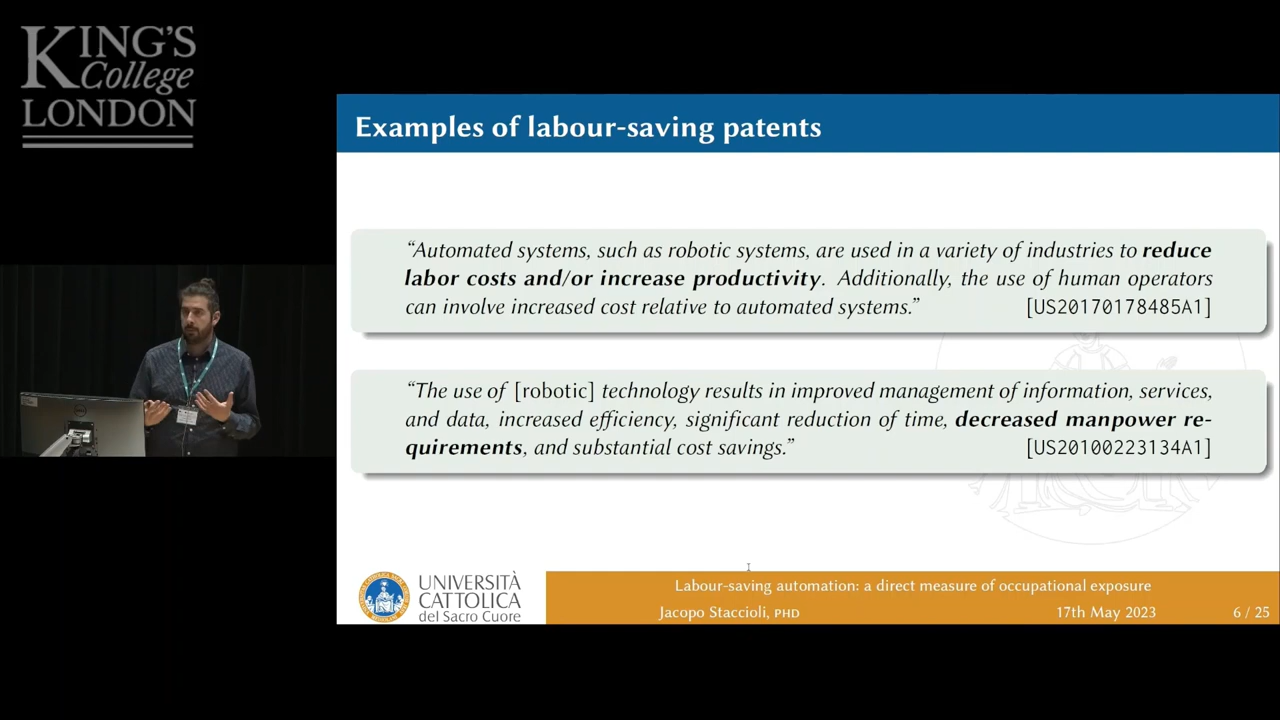 KING'S
College
LONDON
Examples of labour-saving patents
“Automated systems, such as robotic systems, are used in a variety of industries to reduce
labor costs and/or increase productivity. Additionally, the use of human operators
can involve increased cost relative to automated systems.” [US20170178485A1]
“The use of [robotic] technology results in improved management of information, services,
and data, increased efficiency, significant reduction of time, decreased manpower re-
quirements, and substantial cost savings.” [US20100223134A1]
UNIVERSITÀ
CATTOLICA
del Sacro Cuore
Labour-saving automation: a direct measure of occupational exposure
Jacopo Staccioli, PHD 17th May 2023 6 / 25